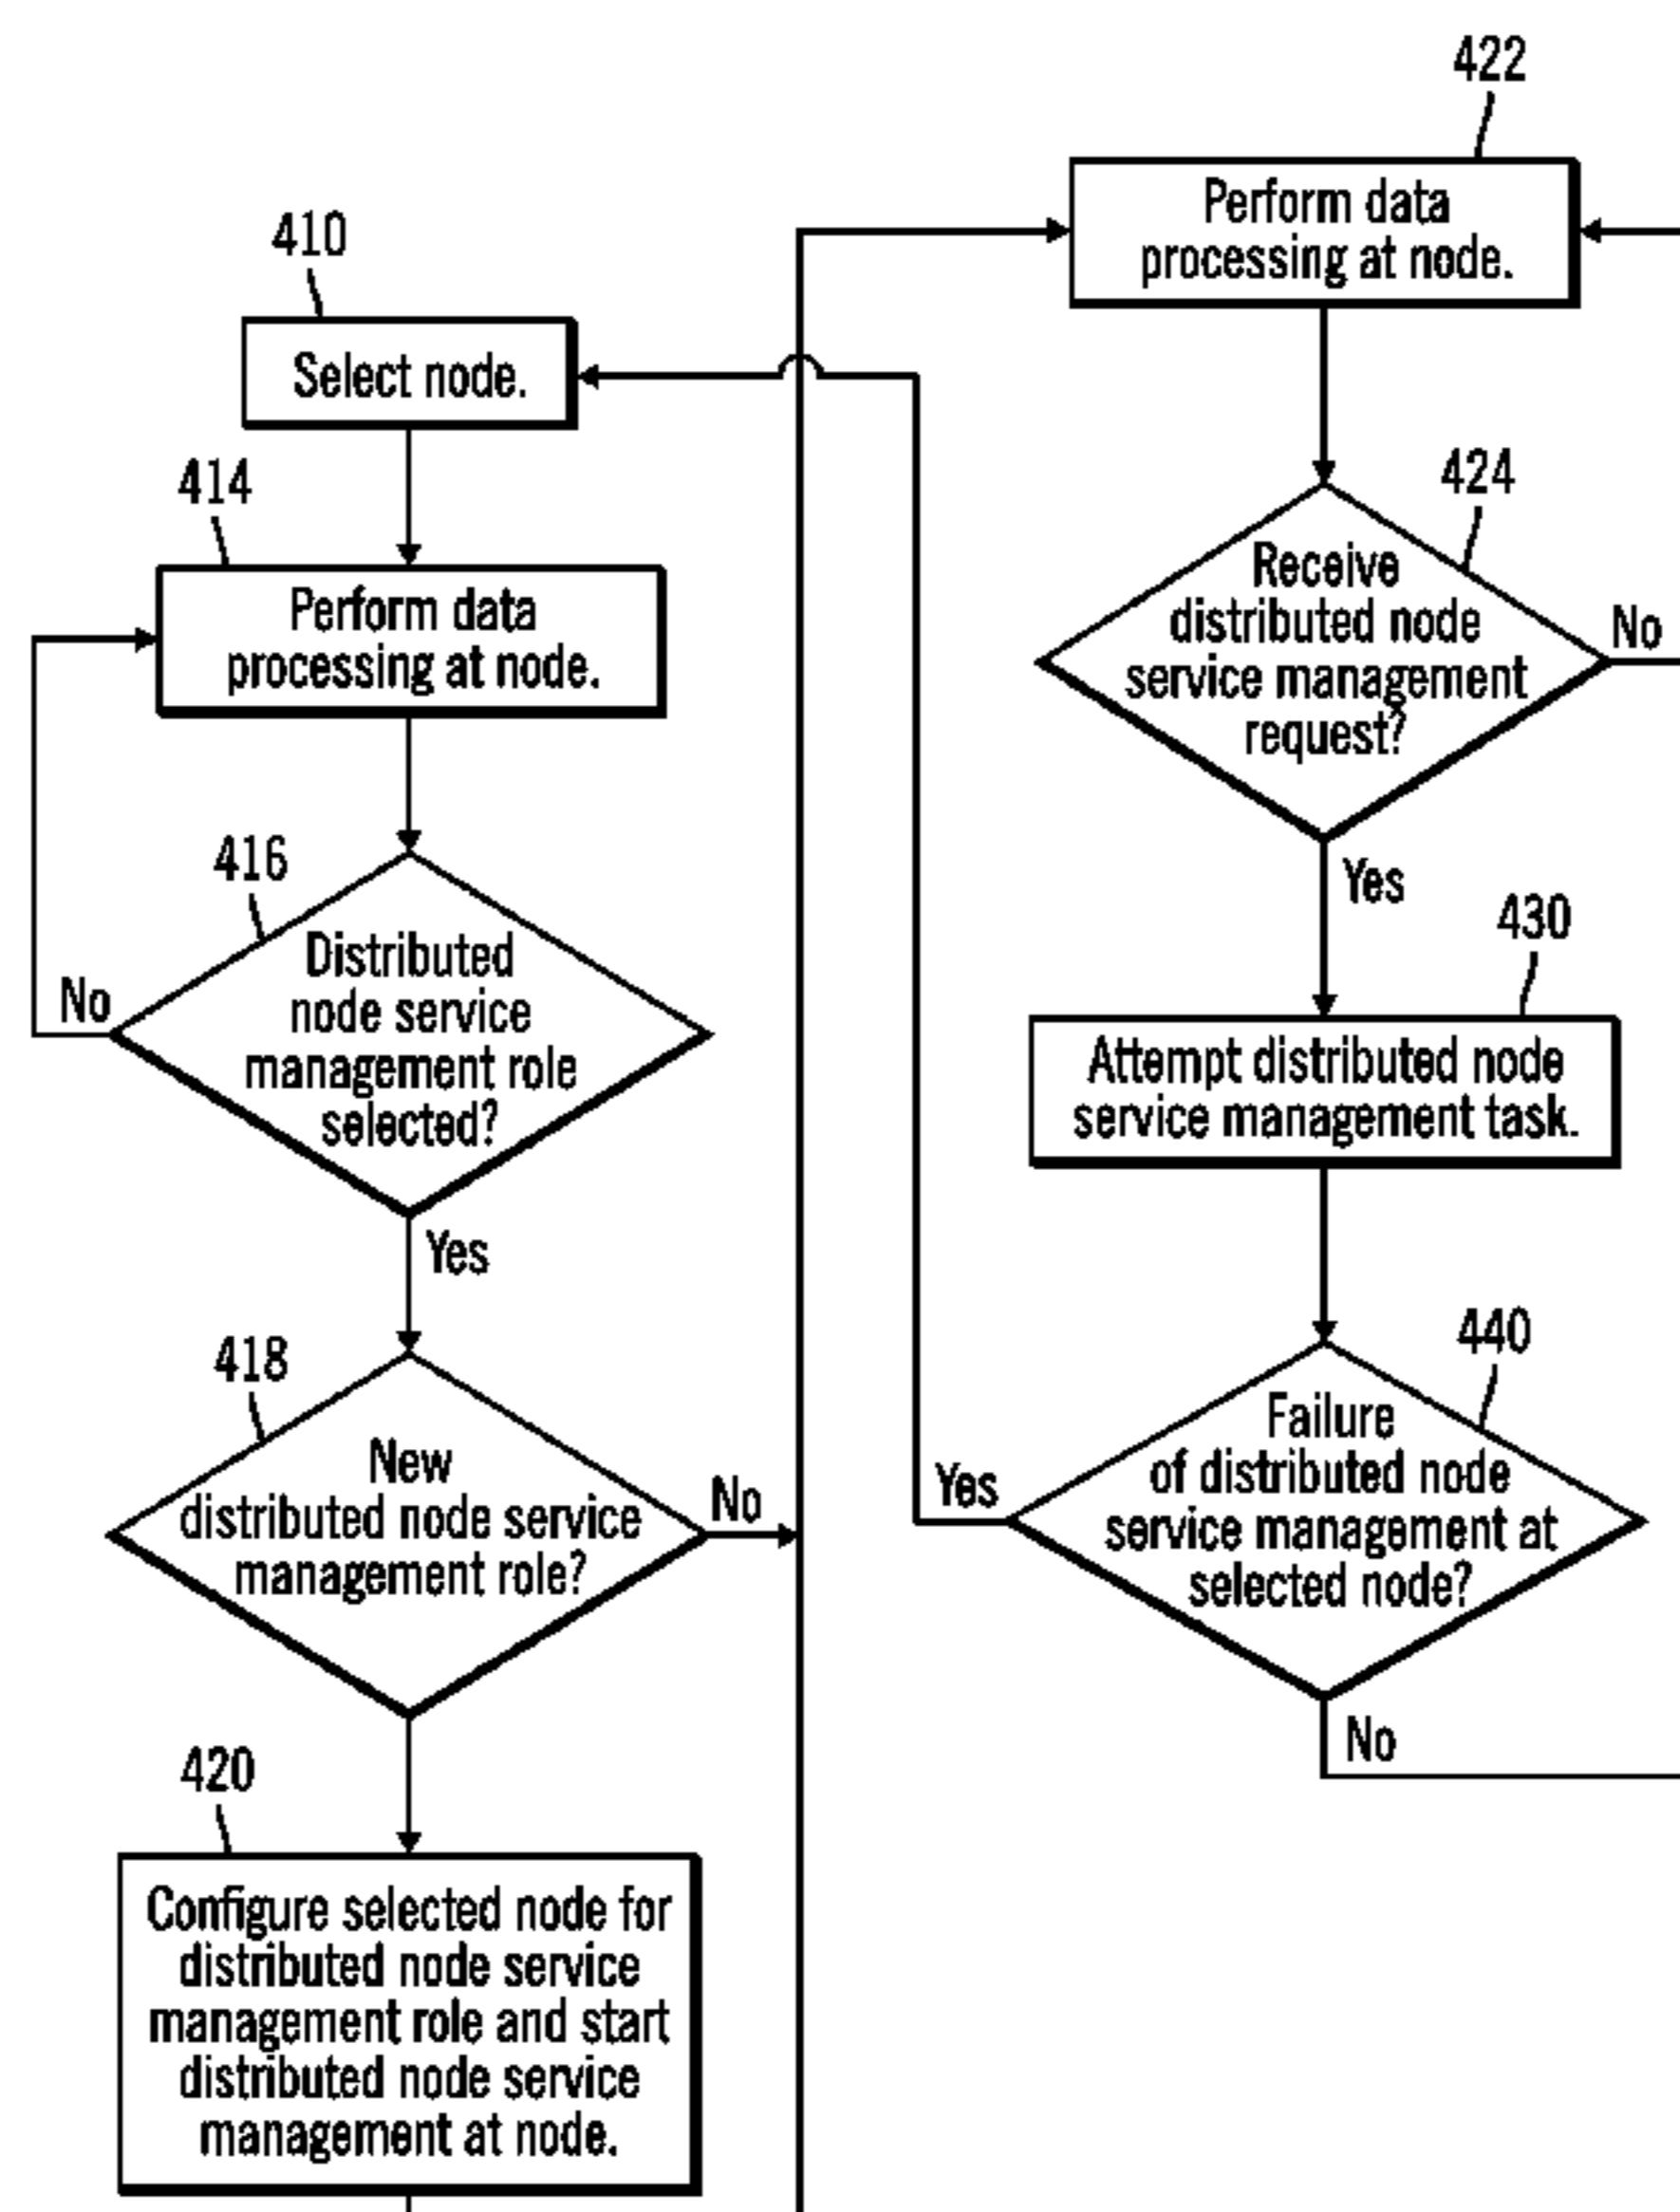 410
Select node.
414
Perform data
processing at node.
416
Distributed
node service
management role
selected?
No
Yes
418
New
distributed node service
management role?
No
420
Configure selected node for
distributed node service
management role and start
distributed node service
management at node.
422
Perform data
processing at node.
424
Receive
distributed node
service management
request?
No
Yes
430
Attempt distributed node
service management task.
440
Failure
of distributed node
service management at
selected node?
Yes
No